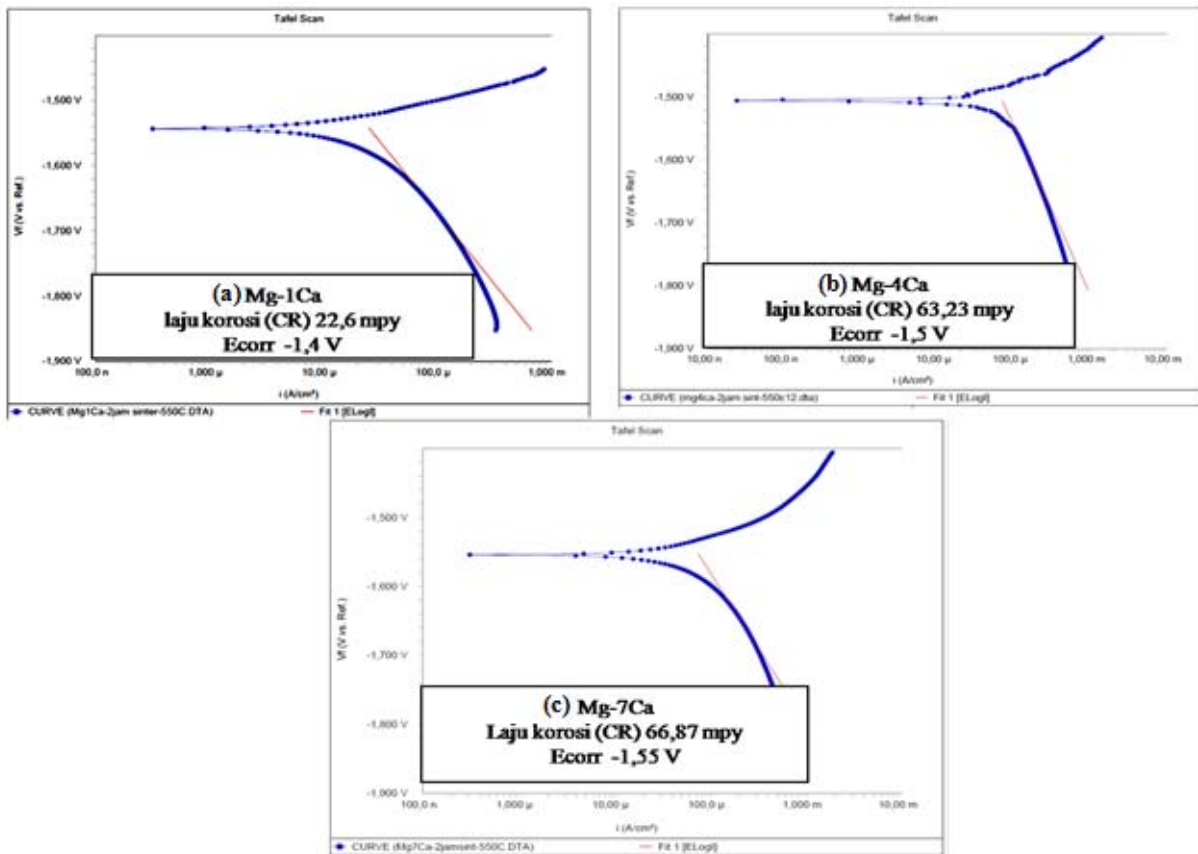 Tafel Scan
-1,500 V
-1,600 V
-1,700 V
-1,800 V
-1,900 V
Vf (V vs. Ref.)
(a) Mg-1Ca
laju korosi (CR) 22,6 mpy
Ecorr -1,4 V
100,0 n 1,000 µ 10,00 µ 100,0 µ 1,000 m
i (A/cm²)
CURVE (Mg1Ca-2jam sinter-550C.DTA) Fit 1 [ELogI]
Tafel Scan
-1,500 V
-1,600 V
-1,700 V
-1,800 V
-1,900 V
Vf (V vs. Ref.)
(b) Mg-4Ca
laju korosi (CR) 63,23 mpy
Ecorr -1,5 V
10,00 n 100,0 n 1,000 µ 10,00 µ 100,0 µ 1,000 m 10,00 m
i (A/cm²)
CURVE (mg4ca-2jam sint-550c12.dta) Fit 1 [ELogI]
Tafel Scan
-1,500 V
-1,600 V
-1,700 V
-1,800 V
-1,900 V
Vf (V vs. Ref.)
(c) Mg-7Ca
Laju korosi (CR) 66,87 mpy
Ecorr -1,55 V
100,0 n 1,000 µ 10,00 µ 100,0 µ 1,000 m 10,00 m
i (A/cm²)
CURVE (Mg7Ca-2jamsint-550C.DTA) Fit 1 [ELogI]